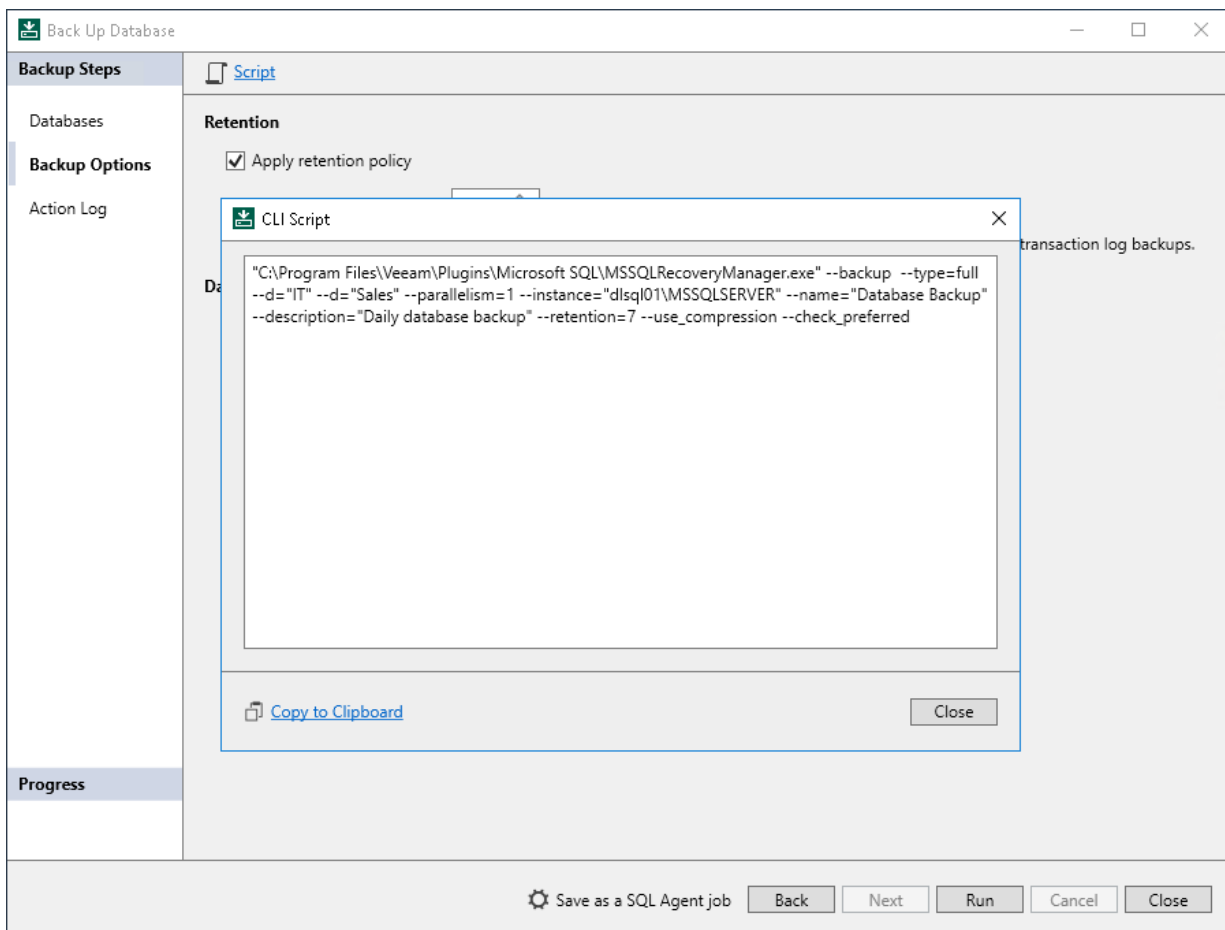 Back Up Database
Backup Steps
Script
Databases
Backup Options
Action Log
Retention
Apply retention policy
transaction log backups.
CLI Script
"C:\Program Files\Veeam\Plugins\Microsoft SQL\MSSQLRecoveryManager.exe" --backup  --type=full
--d="IT" --d="Sales" --parallelism=1 --instance="dlsql01\MSSQLSERVER" --name="Database Backup"
--description="Daily database backup" --retention=7 --use_compression --check_preferred
Copy to Clipboard
Close
Progress
Save as a SQL Agent job
Back
Next
Run
Cancel
Close